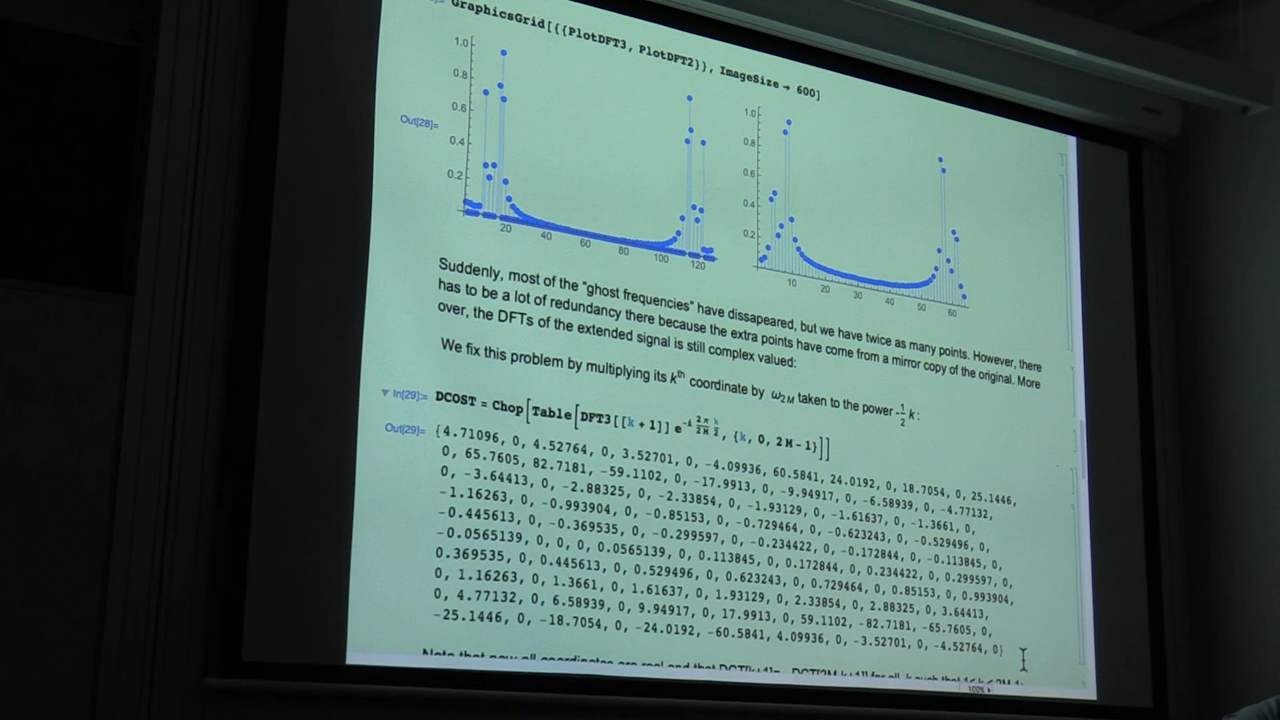 GraphicsGrid[{{PlotDFT3, PlotDFT2}}, ImageSize → 600]
Out[28]=
1.0
0.8
0.6
0.4
0.2
20 40 60 80 100 120
1.0
0.8
0.6
0.4
0.2
10 20 30 40 50 60
Suddenly, most of the "ghost frequencies" have dissapeared, but we have twice as many points. However, there
has to be a lot of redundancy there because the extra points have come from a mirror copy of the original. More
over, the DFTs of the extended signal is still complex valued:
We fix this problem by multiplying its kth coordinate by ω2M taken to the power -1/2 k:
In[29]:= DCOST = Chop[Table[DFT3[[k + 1]] e^(-i 2π/2M k/2), {k, 0, 2M - 1}]]
Out[29]= {4.71096, 0, 4.52764, 0, 3.52701, 0, -4.09936, 60.5841, 24.0192, 0, 18.7054, 0, 25.1446,
0, 65.7605, 82.7181, -59.1102, 0, -17.9913, 0, -9.94917, 0, -6.58939, 0, -4.77132,
0, -3.64413, 0, -2.88325, 0, -2.33854, 0, -1.93129, 0, -1.61637, 0, -1.3661, 0,
-1.16263, 0, -0.993904, 0, -0.85153, 0, -0.729464, 0, -0.623243, 0, -0.529496, 0,
-0.445613, 0, -0.369535, 0, -0.299597, 0, -0.234422, 0, -0.172844, 0, -0.113845, 0,
-0.0565139, 0, 0, 0, 0.0565139, 0, 0.113845, 0, 0.172844, 0, 0.234422, 0, 0.299597, 0,
0.369535, 0, 0.445613, 0, 0.529496, 0, 0.623243, 0, 0.729464, 0, 0.85153, 0, 0.993904,
0, 1.16263, 0, 1.3661, 0, 1.61637, 0, 1.93129, 0, 2.33854, 0, 2.88325, 0, 3.64413,
0, 4.77132, 0, 6.58939, 0, 9.94917, 0, 17.9913, 0, 59.1102, -82.7181, -65.7605, 0,
-25.1446, 0, -18.7054, 0, -24.0192, -60.5841, 4.09936, 0, -3.52701, 0, -4.52764, 0}
Note that now all coordinates are real and that
100%